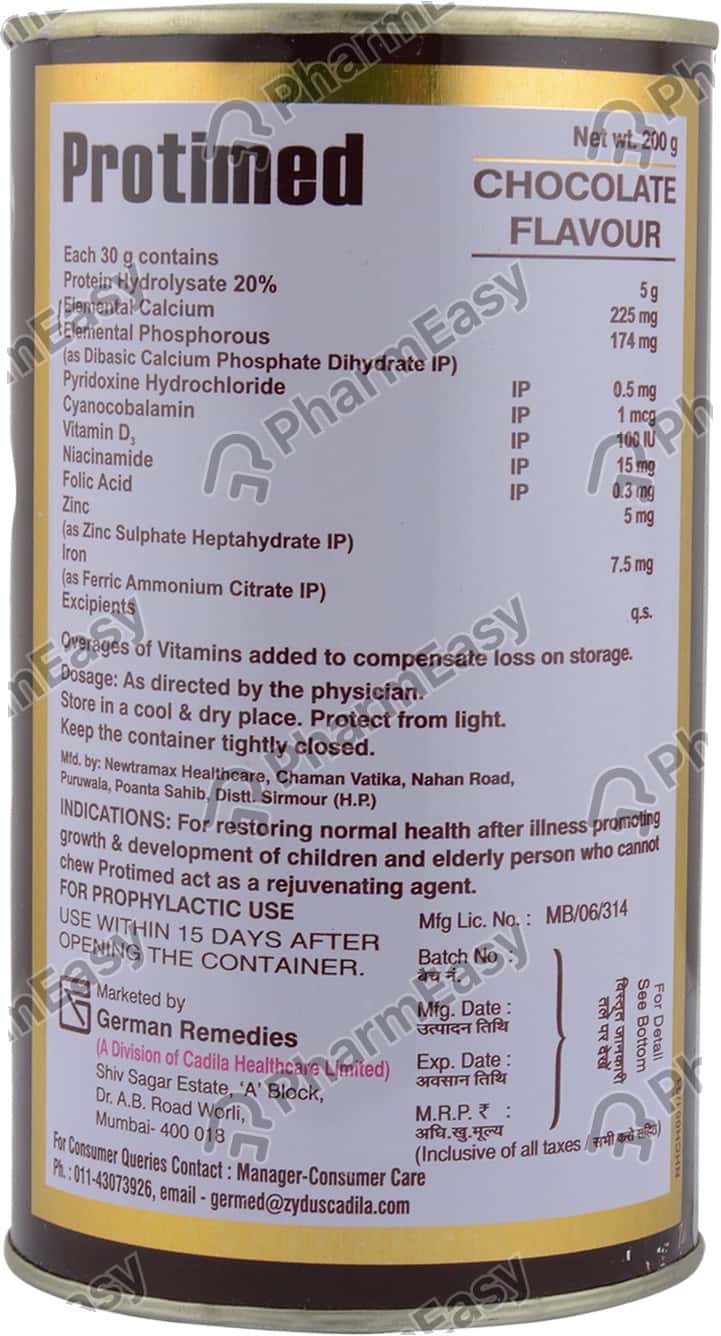 Protimed
Net wt. 200 g
CHOCOLATE
FLAVOUR
Each 30 g contains
Protein Hydrolysate 20% 5 g
Elemental Calcium 225 mg
Elemental Phosphorous 174 mg
(as Dibasic Calcium Phosphate Dihydrate IP)
Pyridoxine Hydrochloride IP 0.5 mg
Cyanocobalamin IP 1 mcg
Vitamin D3 IP 100 IU
Niacinamide IP 15 mg
Folic Acid IP 0.3 mg
Zinc 5 mg
(as Zinc Sulphate Heptahydrate IP)
Iron 7.5 mg
(as Ferric Ammonium Citrate IP)
Excipients q.s.
Overages of Vitamins added to compensate loss on storage.
Dosage: As directed by the physician.
Store in a cool & dry place. Protect from light.
Keep the container tightly closed.
Mfd. by: Newtramax Healthcare, Chaman Vatika, Nahan Road,
Puruwala, Poanta Sahib, Distt. Sirmour (H.P.)
INDICATIONS: For restoring normal health after illness promoting
growth & development of children and elderly person who cannot
chew Protimed act as a rejuvenating agent.
FOR PROPHYLACTIC USE
USE WITHIN 15 DAYS AFTER
OPENING THE CONTAINER.
Marketed by
German Remedies
(A Division of Cadila Healthcare Limited)
Shiv Sagar Estate, 'A' Block,
Dr. A.B. Road Worli,
Mumbai- 400 018
Mfg Lic. No. : MB/06/314
Batch No :
बैच नं.
Mfg. Date :
उत्पादन तिथि
Exp. Date :
अवसान तिथि
M.R.P. ₹ :
अधि.खु.मूल्य
(Inclusive of all taxes / सभी करों सहित)
For Detail
See Bottom
विस्तृत जानकारी
तले पर देखें
For Consumer Queries Contact : Manager-Consumer Care
Ph. : 011-43073926, email - germed@zyduscadila.com
PharmEasy